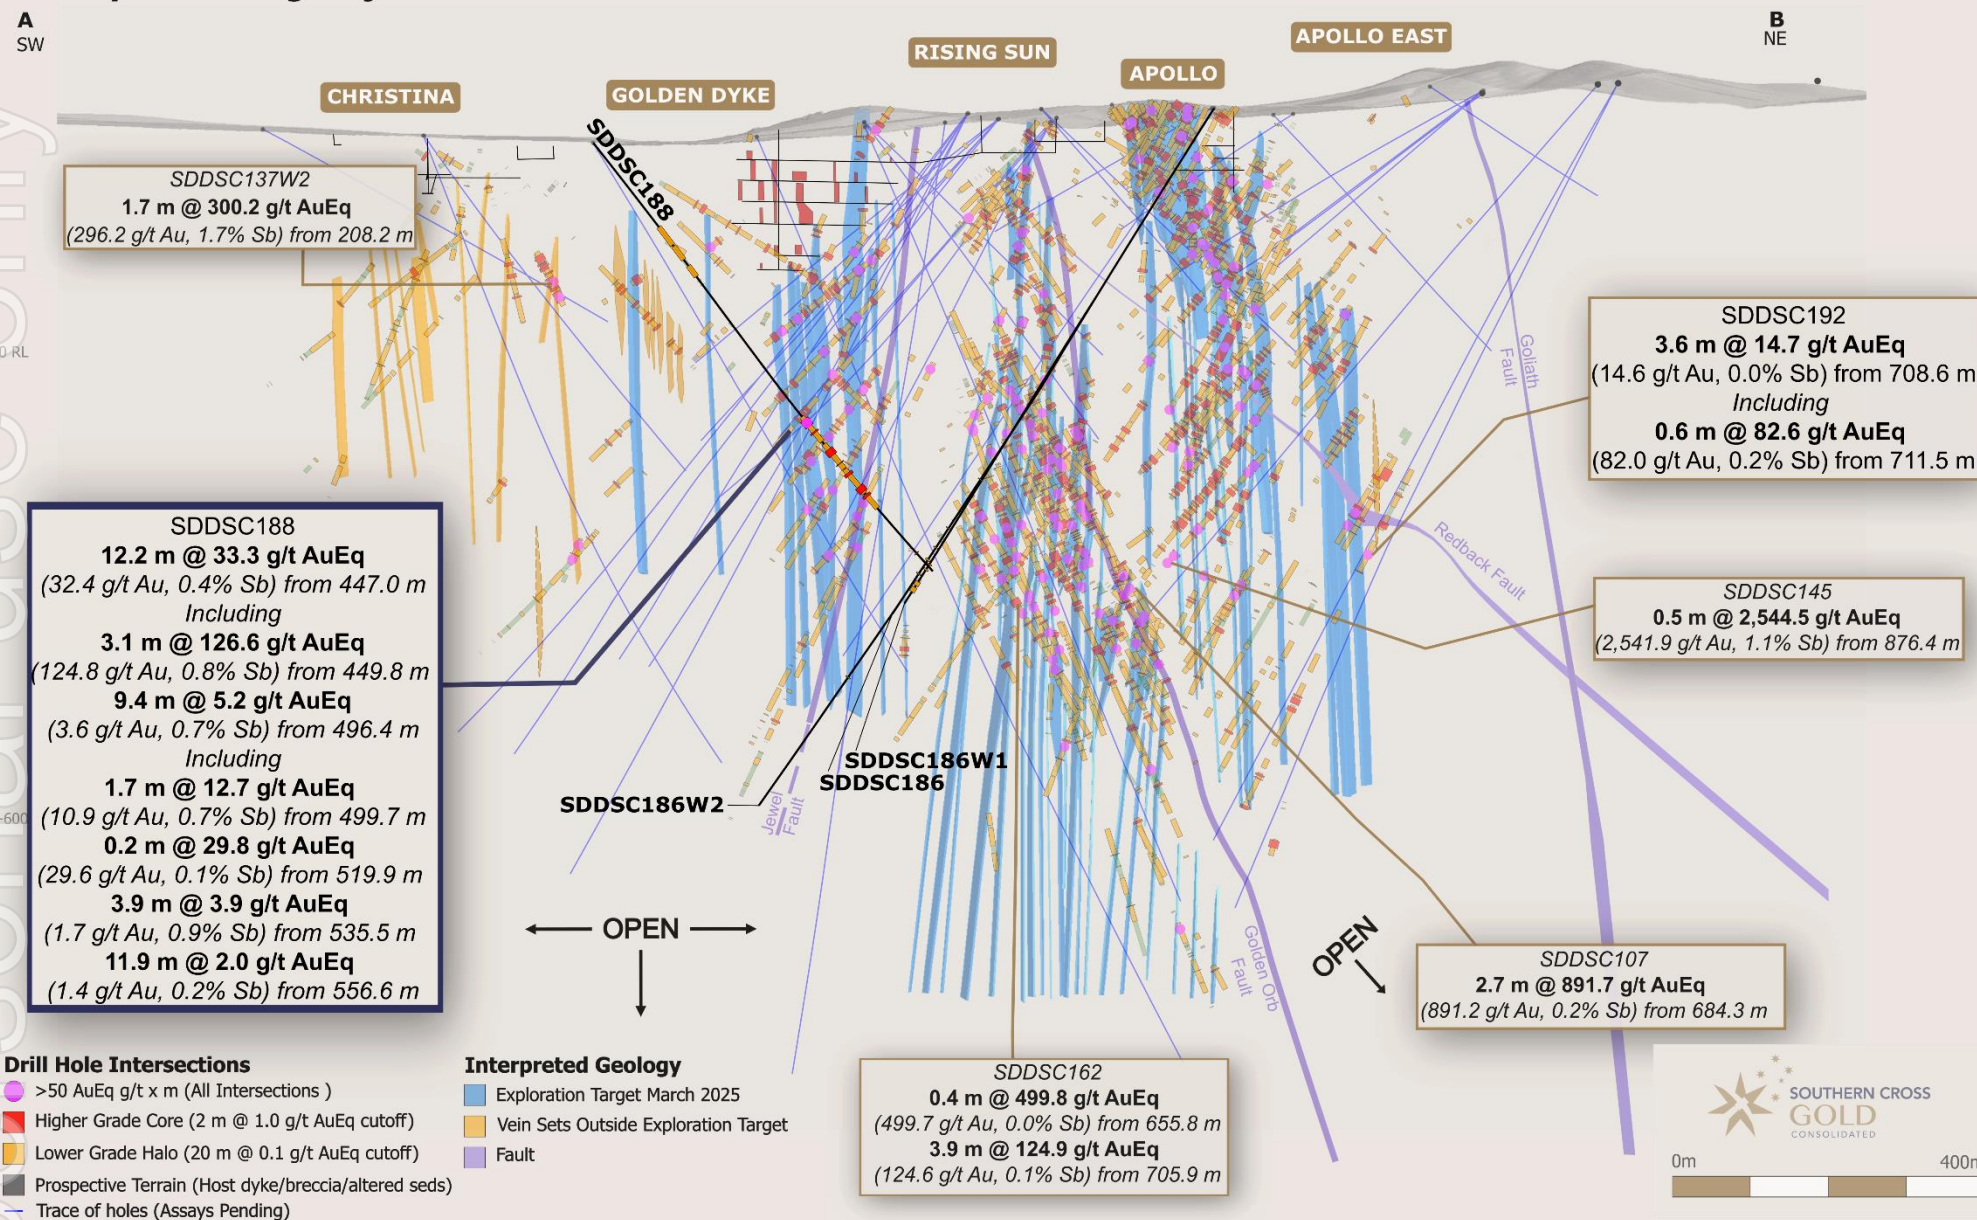 A
SW
B
NE
CHRISTINA
GOLDEN DYKE
RISING SUN
APOLLO
APOLLO EAST
SDDSC188
SDDSC137W2
1.7 m @ 300.2 g/t AuEq
(296.2 g/t Au, 1.7% Sb) from 208.2 m
0 RL
SDDSC192
3.6 m @ 14.7 g/t AuEq
(14.6 g/t Au, 0.0% Sb) from 708.6 m
Including
0.6 m @ 82.6 g/t AuEq
(82.0 g/t Au, 0.2% Sb) from 711.5 m
Goliath
Fault
Redback Fault
SDDSC188
12.2 m @ 33.3 g/t AuEq
(32.4 g/t Au, 0.4% Sb) from 447.0 m
Including
3.1 m @ 126.6 g/t AuEq
(124.8 g/t Au, 0.8% Sb) from 449.8 m
9.4 m @ 5.2 g/t AuEq
(3.6 g/t Au, 0.7% Sb) from 496.4 m
Including
1.7 m @ 12.7 g/t AuEq
(10.9 g/t Au, 0.7% Sb) from 499.7 m
0.2 m @ 29.8 g/t AuEq
(29.6 g/t Au, 0.1% Sb) from 519.9 m
3.9 m @ 3.9 g/t AuEq
(1.7 g/t Au, 0.9% Sb) from 535.5 m
11.9 m @ 2.0 g/t AuEq
(1.4 g/t Au, 0.2% Sb) from 556.6 m
SDDSC145
0.5 m @ 2,544.5 g/t AuEq
(2,541.9 g/t Au, 1.1% Sb) from 876.4 m
SDDSC186W1
SDDSC186
SDDSC186W2
Jewel
Fault
-600
OPEN
OPEN
Golden Orb
Fault
SDDSC107
2.7 m @ 891.7 g/t AuEq
(891.2 g/t Au, 0.2% Sb) from 684.3 m
SDDSC162
0.4 m @ 499.8 g/t AuEq
(499.7 g/t Au, 0.0% Sb) from 655.8 m
3.9 m @ 124.9 g/t AuEq
(124.6 g/t Au, 0.1% Sb) from 705.9 m
Drill Hole Intersections
>50 AuEq g/t x m (All Intersections )
Higher Grade Core (2 m @ 1.0 g/t AuEq cutoff)
Lower Grade Halo (20 m @ 0.1 g/t AuEq cutoff)
Prospective Terrain (Host dyke/breccia/altered seds)
Trace of holes (Assays Pending)
Interpreted Geology
Exploration Target March 2025
Vein Sets Outside Exploration Target
Fault
SOUTHERN CROSS
GOLD
CONSOLIDATED
0m
400m